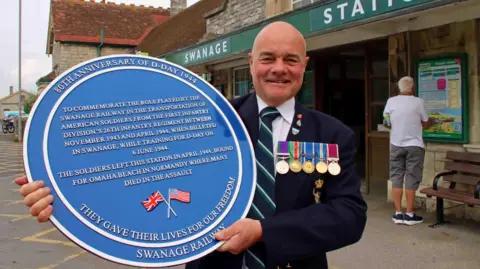 SWANAGE STAT
80TH ANNIVERSARY OF D-DAY 1944
TO COMMEMORATE THE ROLE PLAYED BY THE
SWANAGE RAILWAY IN THE TRANSPORTATION OF
AMERICAN SOLDIERS FROM THE FIRST INFANTRY
DIVISION'S 26TH INFANTRY REGIMENT BETWEEN
NOVEMBER 1943 AND APRIL 1944, WHEN BILLETED
IN SWANAGE, WHILE TRAINING FOR D-DAY ON
6 JUNE 1944.
THE SOLDIERS LEFT THIS STATION IN APRIL 1944, BOUND
FOR OMAHA BEACH IN NORMANDY WHERE MANY
DIED IN THE ASSAULT
THEY GAVE THEIR LIVES FOR OUR FREEDOM
SWANAGE RAILWAY